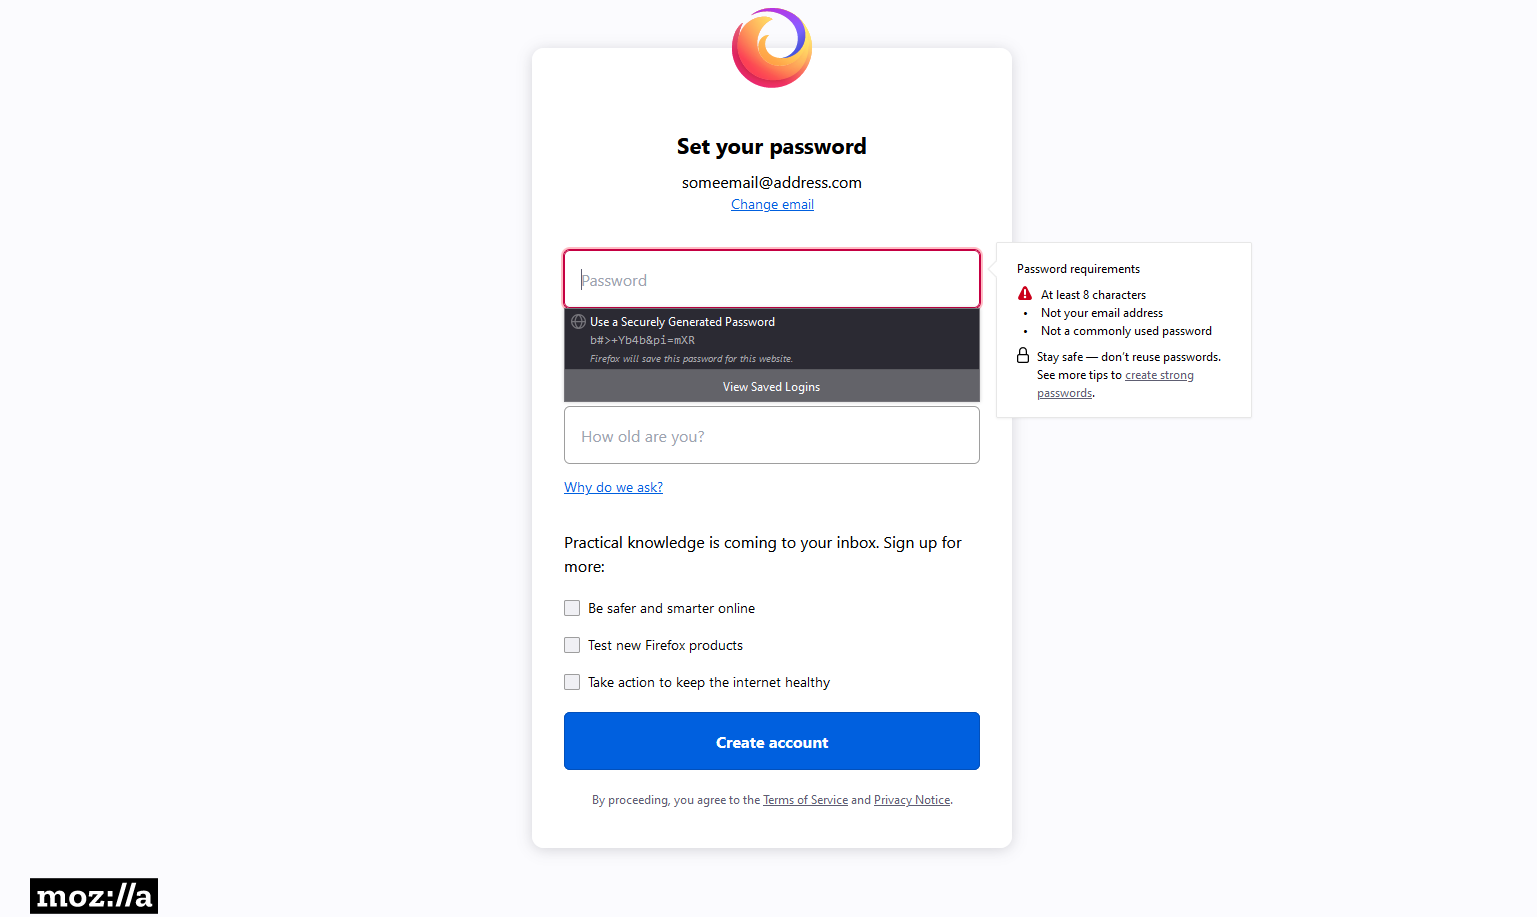 Set your password
someemail@address.com
Change email
Password
Use a Securely Generated Password
b#>+Yb4b&pi=mXR
Firefox will save this password for this website.
View Saved Logins
Password requirements
At least 8 characters
• Not your email address
• Not a commonly used password
Stay safe — don’t reuse passwords.
See more tips to create strong
passwords.
How old are you?
Why do we ask?
Practical knowledge is coming to your inbox. Sign up for
more:
Be safer and smarter online
Test new Firefox products
Take action to keep the internet healthy
Create account
By proceeding, you agree to the Terms of Service and Privacy Notice.
moz://a